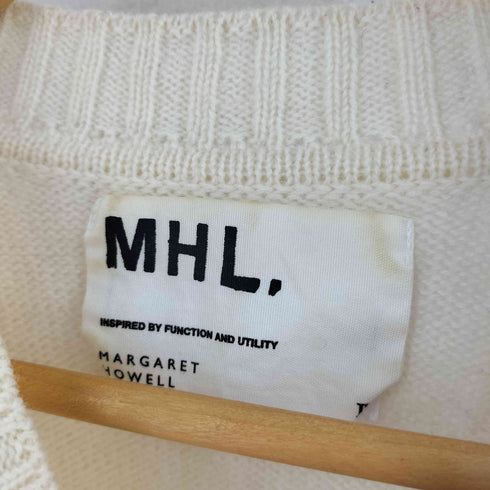 MHL.
INSPIRED BY FUNCTION AND UTILITY
MARGARET
HOWELL